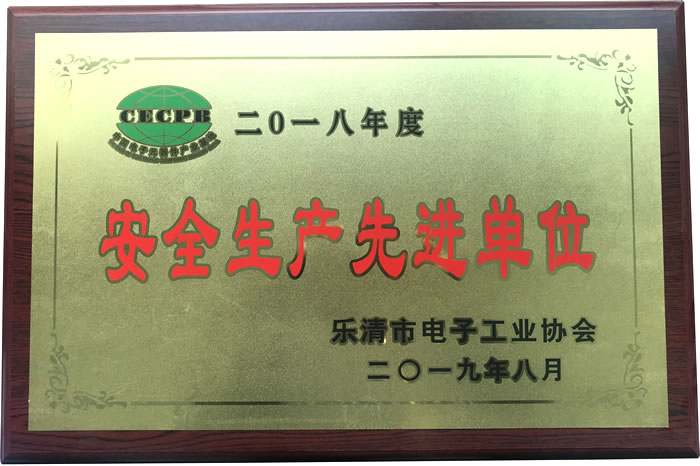 CECPB
二0一八年度
安全生产先进单位
乐清市电子工业协会
二〇一九年八月